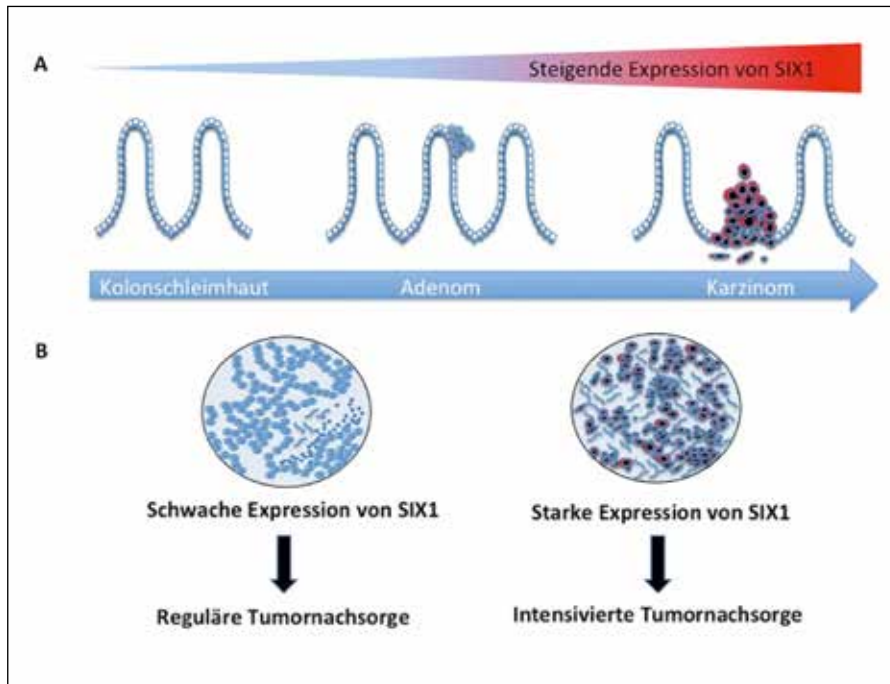 A
Steigende Expression von SIX1
Kolonschleimhaut
Adenom
Karzinom
B
Schwache Expression von SIX1
Starke Expression von SIX1
Reguläre Tumornachsorge
Intensivierte Tumornachsorge